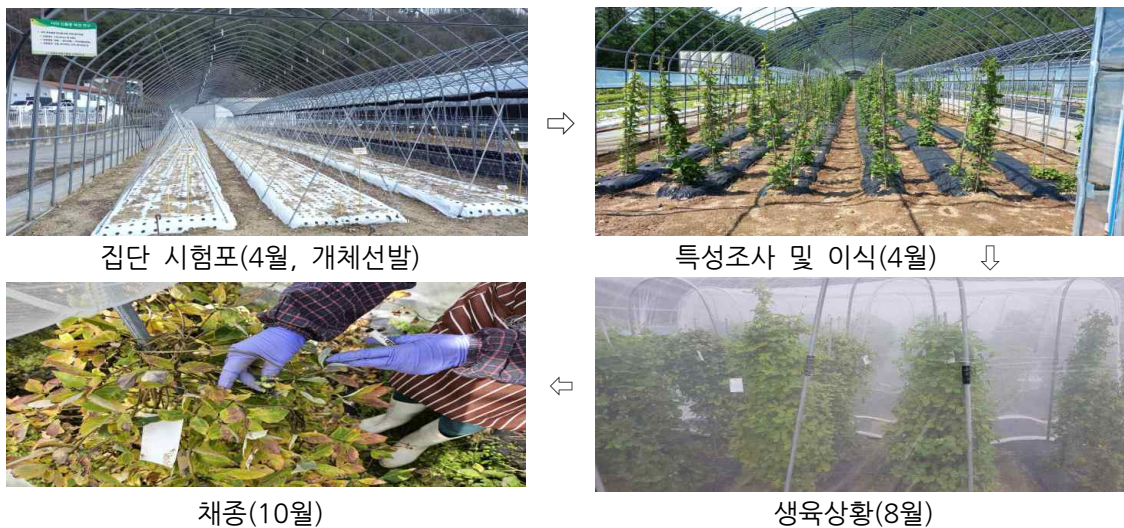 집단 시험포(4월, 개체선발)
특성조사 및 이식(4월)
생육상황(8월)
채종(10월)